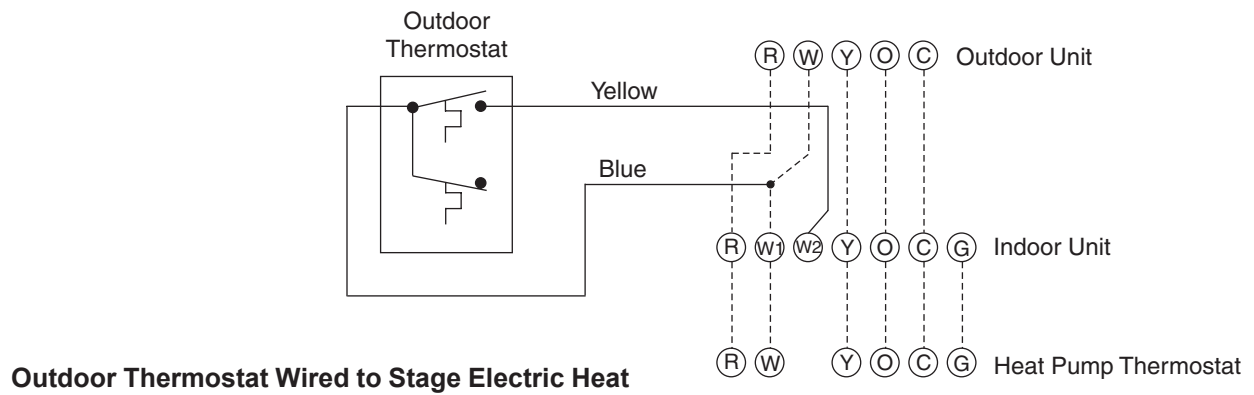 Outdoor
Thermostat
R W Y O C Outdoor Unit
Yellow
Blue
R W1 W2 Y O C G Indoor Unit
R W Y O C G Heat Pump Thermostat
Outdoor Thermostat Wired to Stage Electric Heat